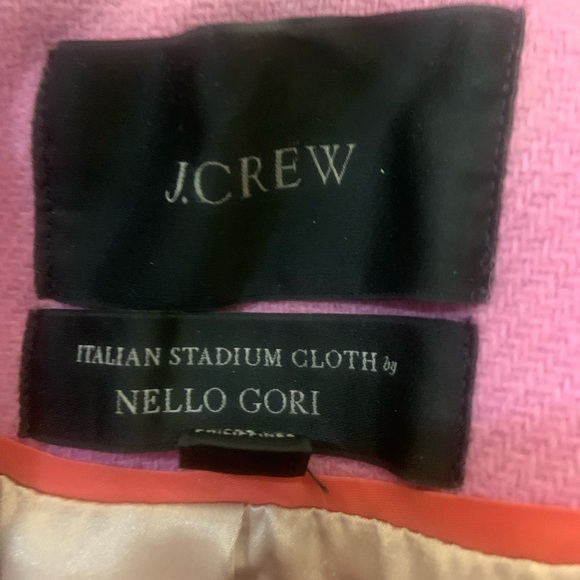 J.CREW
ITALIAN STADIUM CLOTH by
NELLO GORI